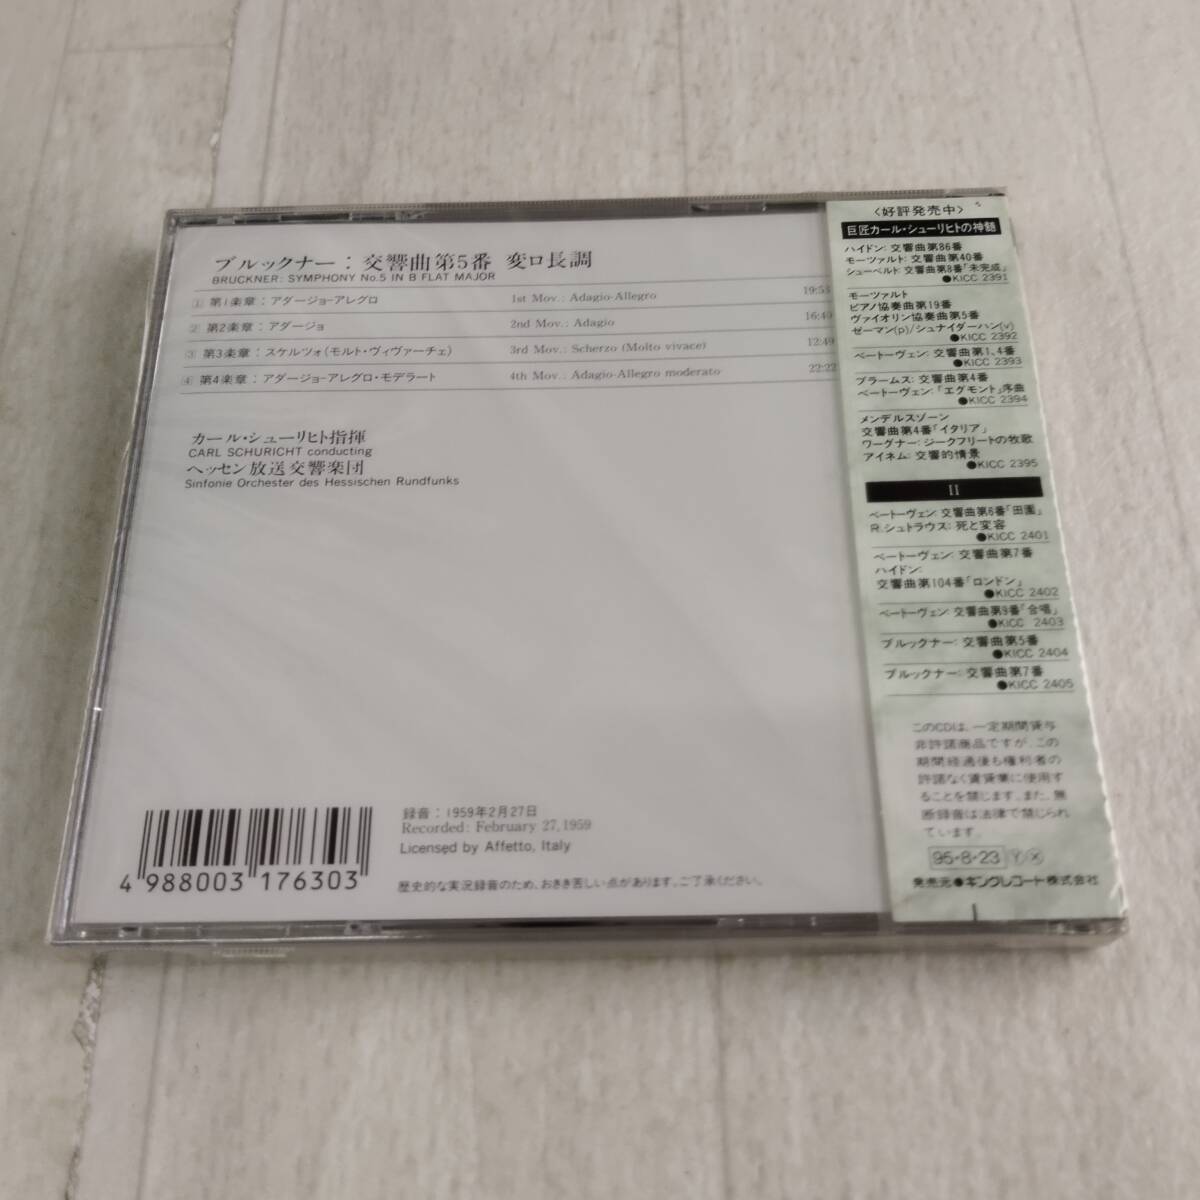 ブルックナー：交響曲第5番 変ロ長調
BRUCKNER: SYMPHONY No.5 IN B FLAT MAJOR
1 第1楽章：アダージョ-アレグロ 1st Mov.: Adagio-Allegro 19:53
2 第2楽章：アダージョ 2nd Mov.: Adagio 16:40
3 第3楽章：スケルツォ（モルト・ヴィヴァーチェ） 3rd Mov.: Scherzo (Molto vivace) 12:49
4 第4楽章：アダージョ-アレグロ・モデラート 4th Mov.: Adagio-Allegro moderato 22:22
カール・シューリヒト指揮
CARL SCHURICHT conducting
ヘッセン放送交響楽団
Sinfonie Orchester des Hessischen Rundfunks
4 988003 176303
録音：1959年2月27日
Recorded: February 27, 1959
Licensed by Affetto, Italy
歴史的な実況録音のため、おきき苦しい点があります。ご了承ください。
〈好評発売中〉
巨匠カール・シューリヒトの神髄
ハイドン：交響曲第86番
モーツァルト：交響曲第40番
シューベルト：交響曲第8番「未完成」
●KICC 2391
モーツァルト
ピアノ協奏曲第19番
ヴァイオリン協奏曲第5番
ゼーマン(p)/シュナイダーハン(v)
●KICC 2392
ベートーヴェン：交響曲第1、4番
●KICC 2393
ブラームス：交響曲第4番
ベートーヴェン：「エグモント」序曲
●KICC 2394
メンデルスゾーン
交響曲第4番「イタリア」
ワーグナー：ジークフリートの牧歌
アイネム：交響的情景
●KICC 2395
II
ベートーヴェン：交響曲第6番「田園」
R.シュトラウス：死と変容
●KICC 2401
ベートーヴェン：交響曲第7番
ハイドン：
交響曲第104番「ロンドン」
●KICC 2402
ベートーヴェン：交響曲第9番「合唱」
●KICC 2403
ブルックナー：交響曲第5番
●KICC 2404
ブルックナー：交響曲第7番
●KICC 2405
このCDは、一定期間貸与
非許諾商品ですが、この
期間経過後も権利者の
許諾なく賃貸業に使用す
ることを禁じます。また、無
断録音は法律で禁じられ
ています。
95・8・23 Y X
発売元●キングレコード株式会社